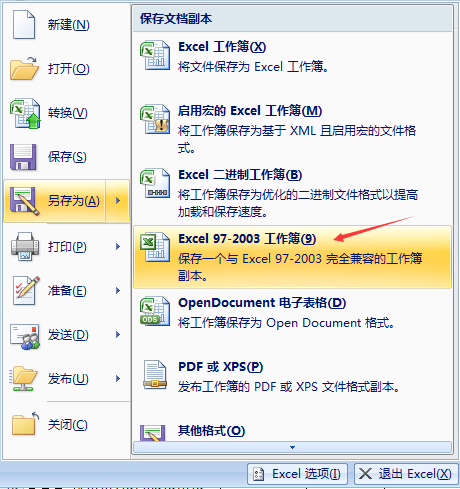 新建(N)
打开(O)
转换(V)
保存(S)
另存为(A)
打印(P)
准备(E)
发送(D)
发布(U)
关闭(C)
保存文档副本
Excel 工作簿(X)
将文件保存为 Excel 工作簿。
启用宏的 Excel 工作簿(M)
将工作簿保存为基于 XML 且启用宏的文件格
式。
Excel 二进制工作簿(B)
将工作簿保存为优化的二进制文件格式以提高
加载和保存速度。
Excel 97-2003 工作簿(9)
保存一个与 Excel 97-2003 完全兼容的工作簿
副本。
OpenDocument 电子表格(D)
将工作簿保存为 Open Document 格式。
PDF 或 XPS(P)
发布工作簿的 PDF 或 XPS 文件格式副本。
其他格式(O)
Excel 选项(I)
退出 Excel(X)